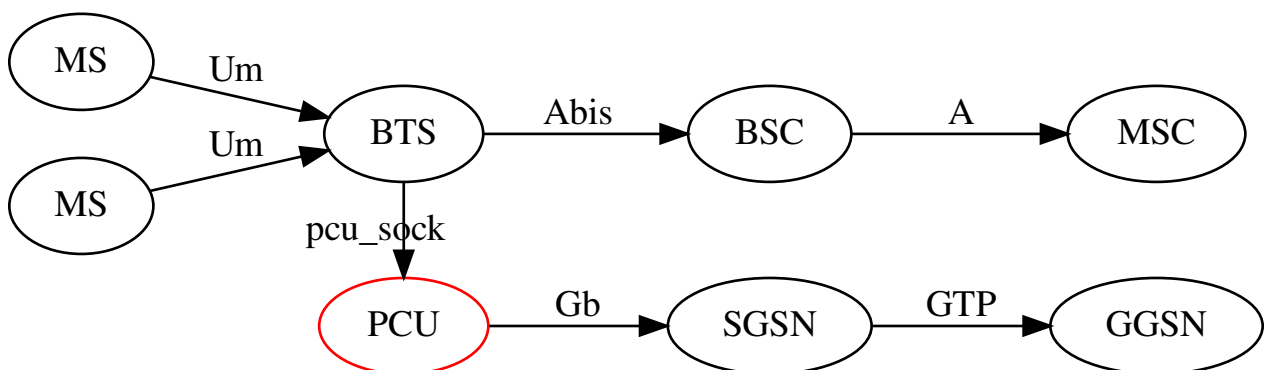 MS
Um
BTS
Abis
BSC
A
MSC
MS
Um
pcu_sock
PCU
Gb
SGSN
GTP
GGSN